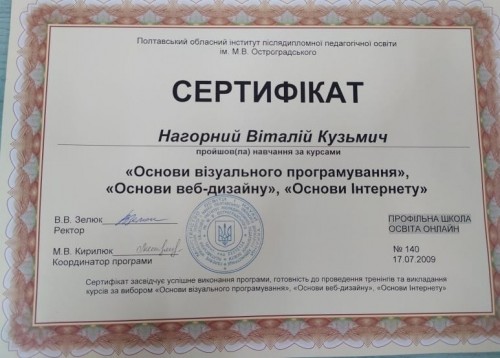 Полтавський обласний інститут післядипломної педагогічної освіти
ім. М.В. Остроградського
СЕРТИФІКАТ
Нагорний Віталій Кузьмич
пройшов(ла) навчання за курсами
«Основи візуального програмування»,
«Основи веб-дизайну», «Основи Інтернету»
В.В. Зелюк
Ректор
М.В. Кирилюк
Координатор програми
ПРОФІЛЬНА ШКОЛА
ОСВІТА ОНЛАЙН
№ 140
17.07.2009
Сертифікат засвідчує успішне виконання програми, готовність до проведення тренінгів та викладання
курсів за вибором «Основи візуального програмування», «Основи веб-дизайну», «Основи Інтернету»